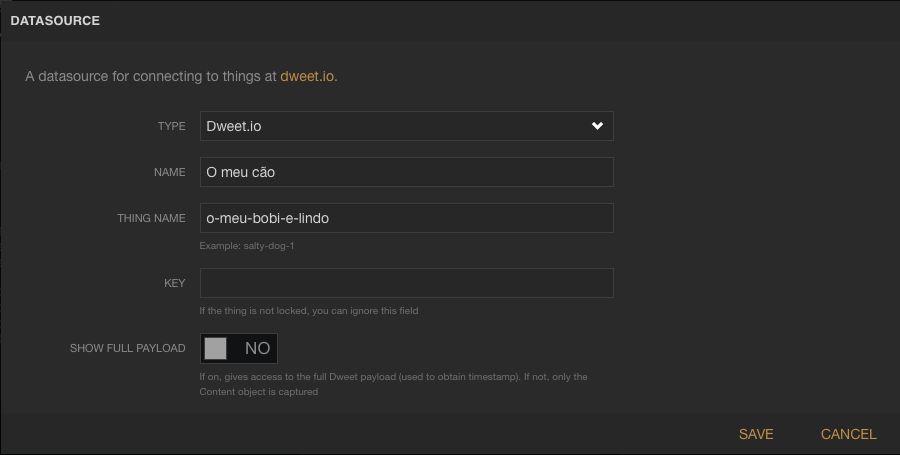 DATASOURCE
A datasource for connecting to things at dweet.io.
TYPE Dweet.io
NAME O meu cão
THING NAME o-meu-bobi-e-lindo
Example: salty-dog-1
KEY
If the thing is not locked, you can ignore this field
SHOW FULL PAYLOAD NO
If on, gives access to the full Dweet payload (used to obtain timestamp). If not, only the
Content object is captured
SAVE CANCEL